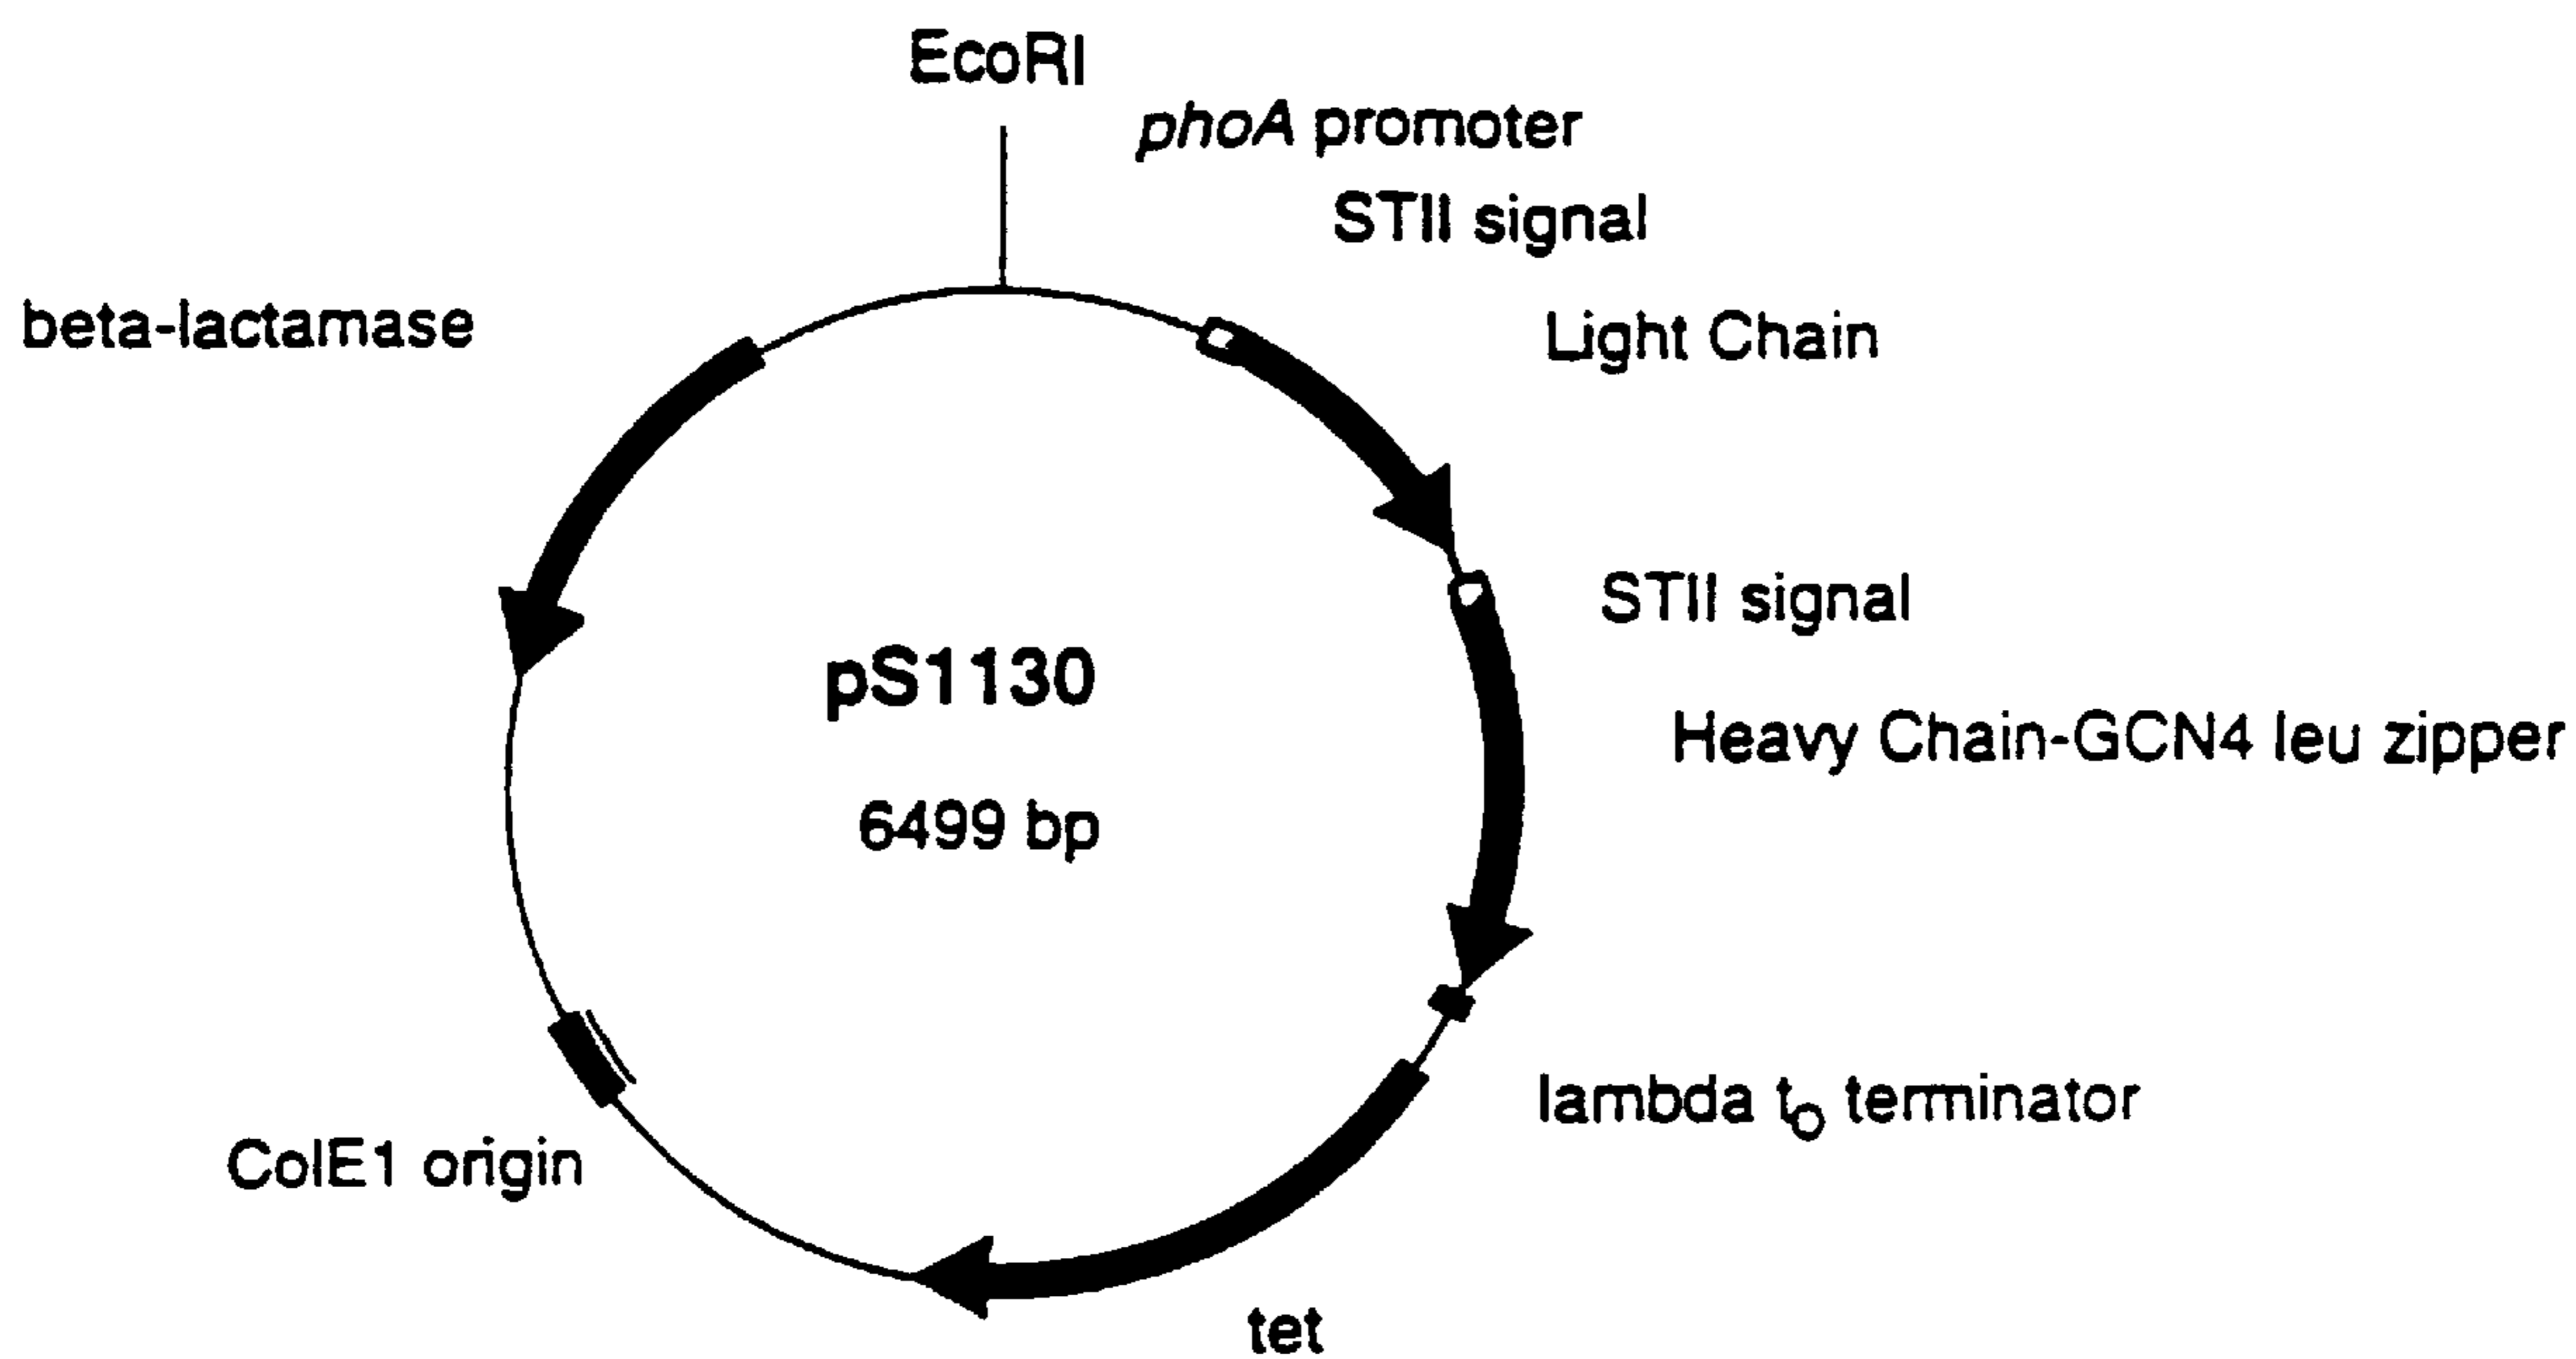 EcoRI
phoA promoter
STII signal
beta-lactamase
Light Chain
STII signal
pS1130
Heavy Chain-GCN4 leu zipper
6499 bp
lambda tO terminator
ColE1 origin
tet